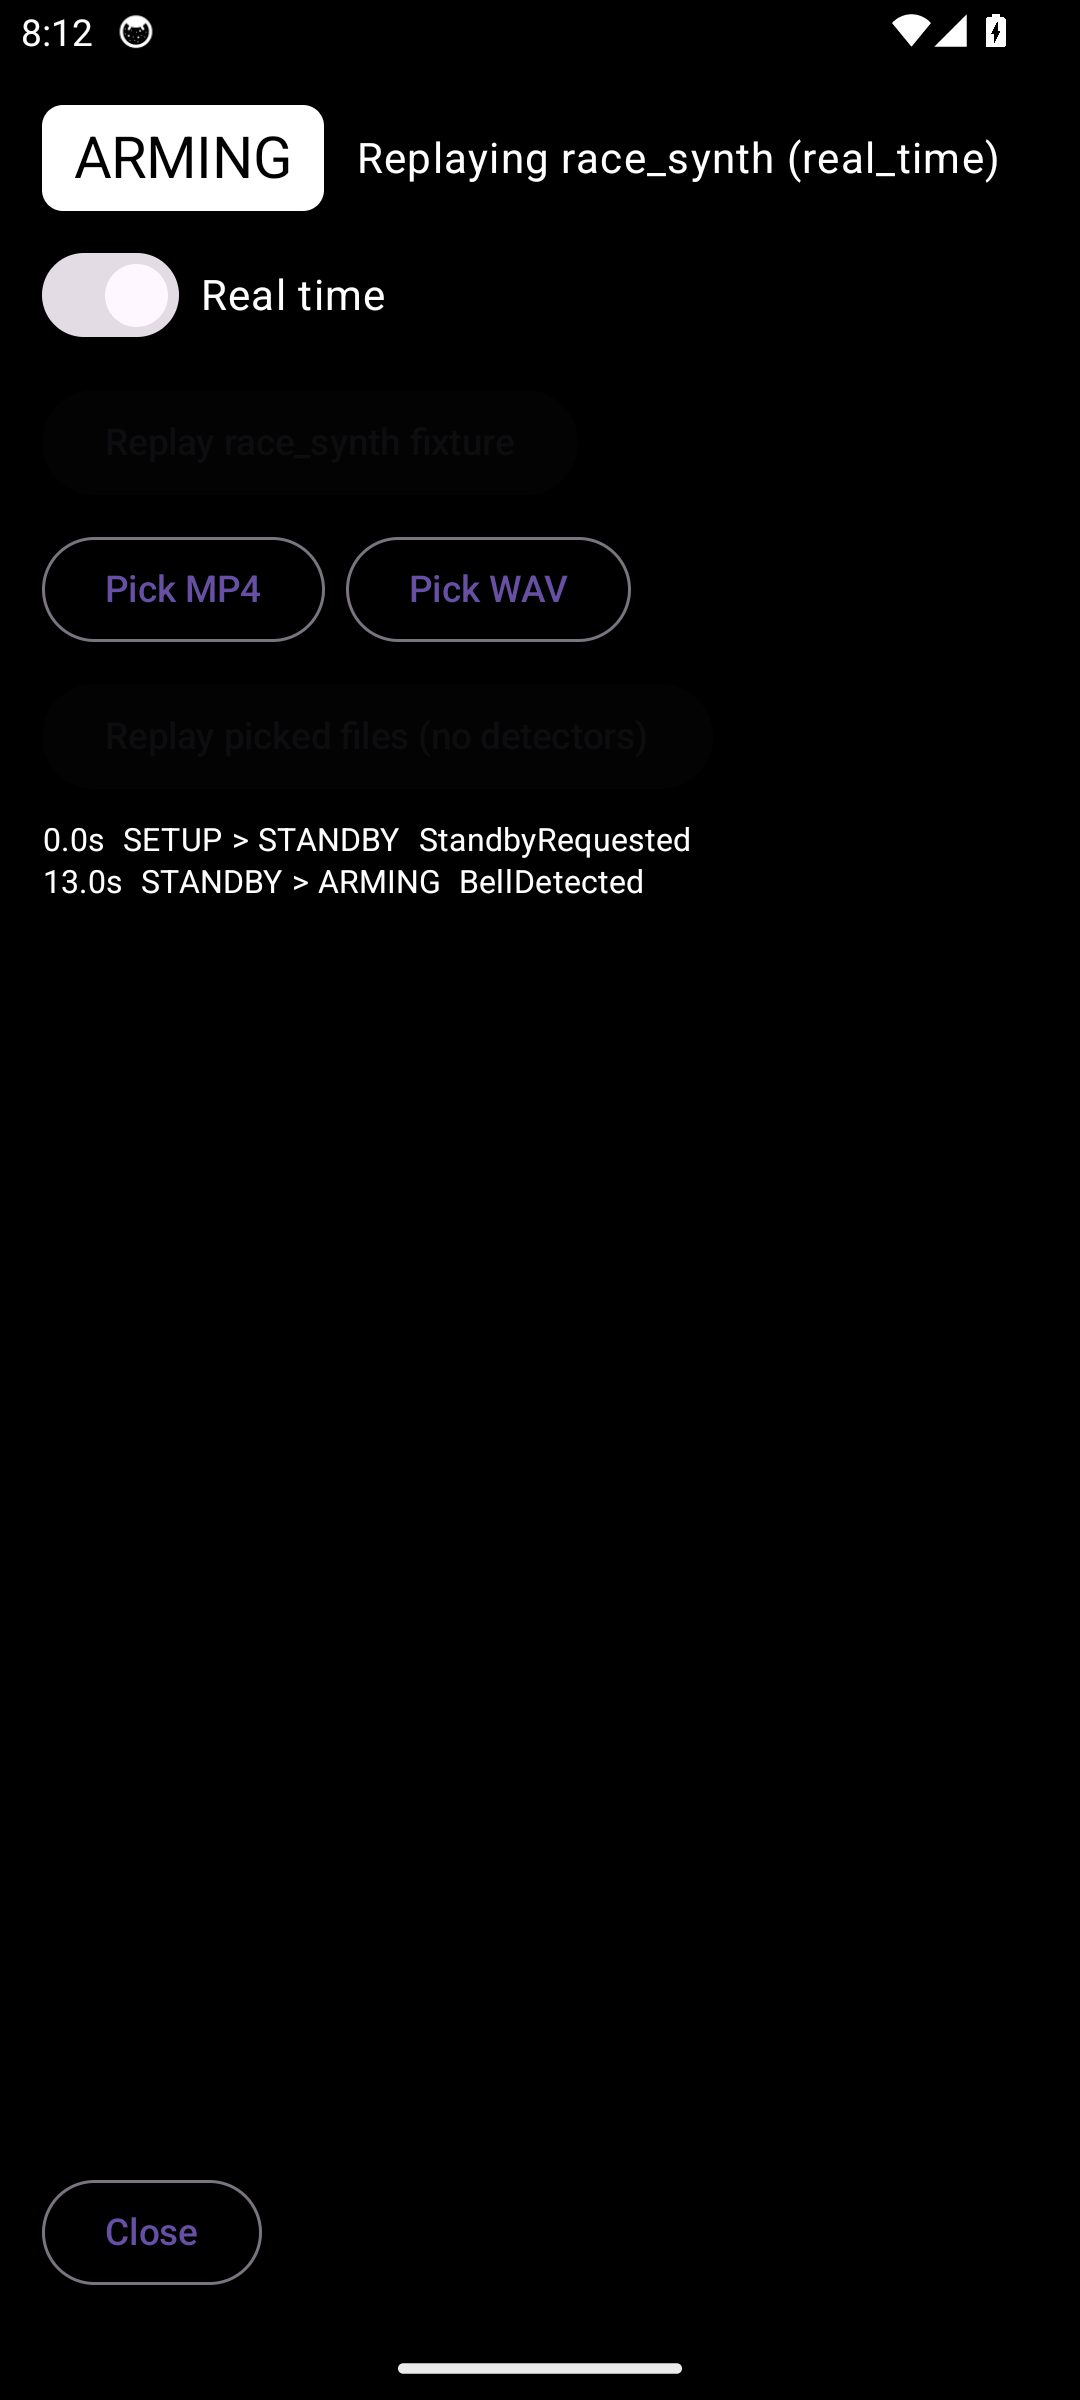 8:12
ARMING Replaying race_synth (real_time)
Real time
Replay race_synth fixture
Pick MP4 Pick WAV
Replay picked files (no detectors)
0.0s SETUP > STANDBY StandbyRequested
13.0s STANDBY > ARMING BellDetected
Close